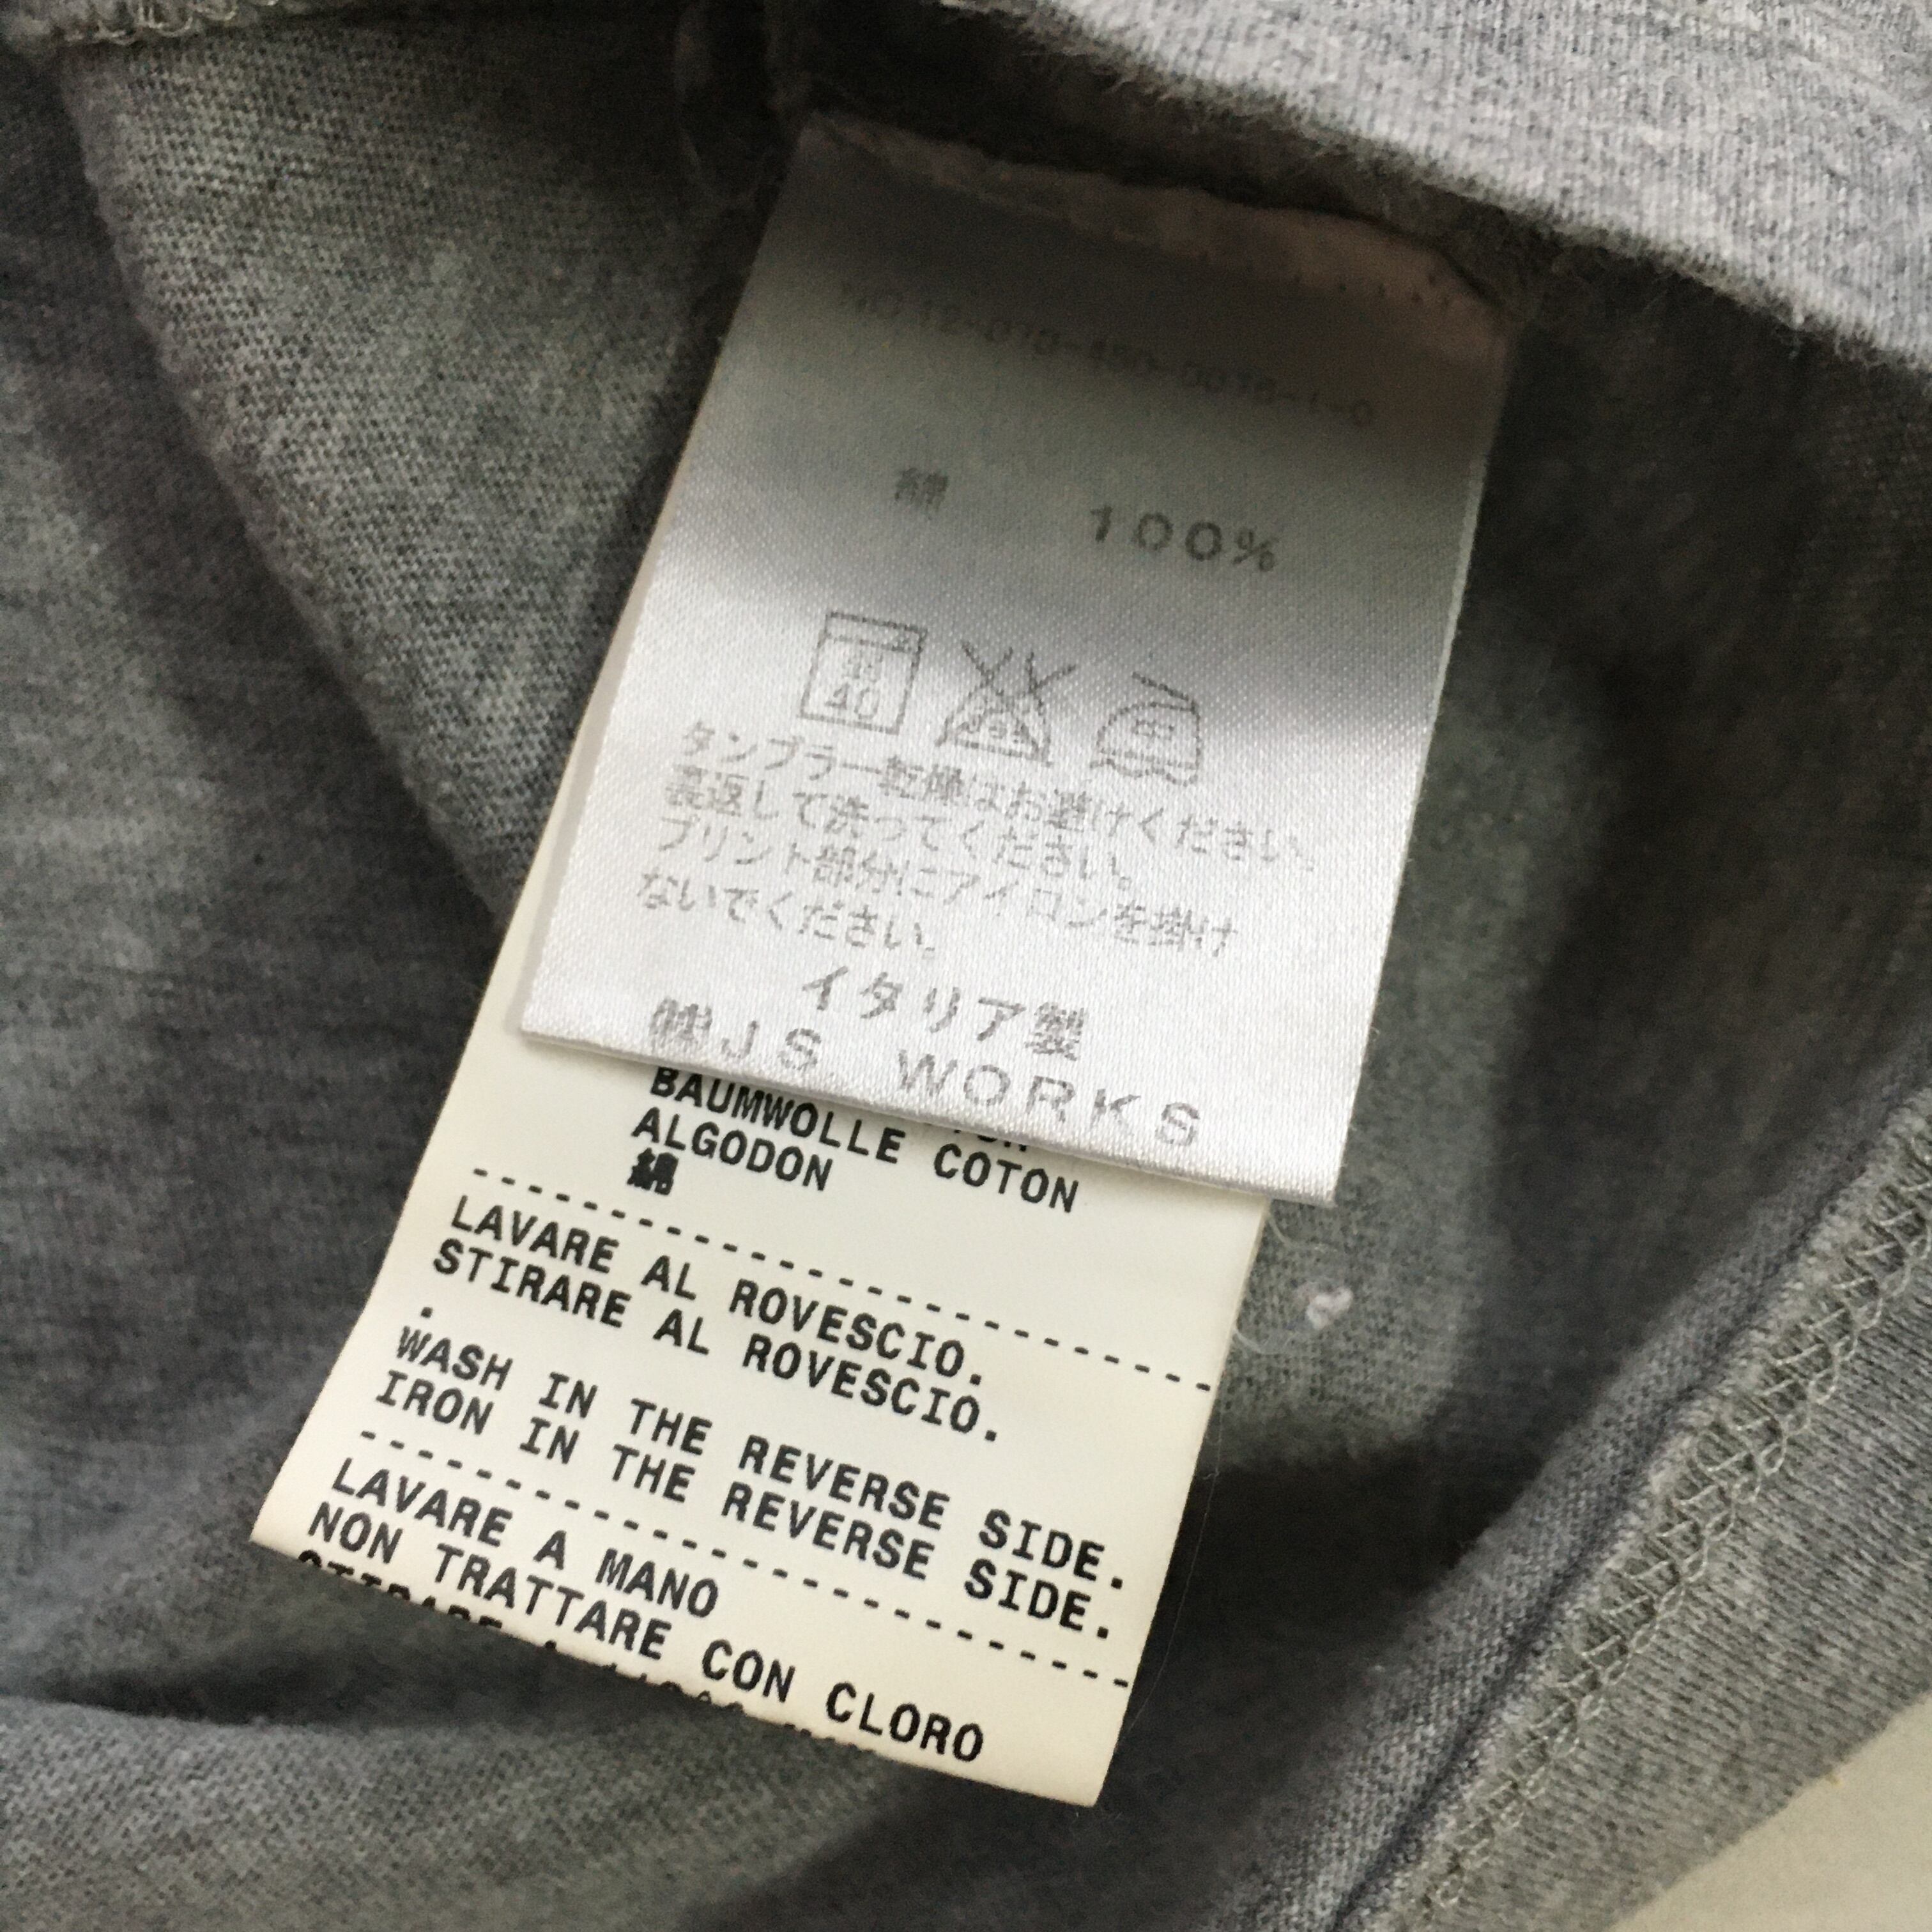 綿 100%
弱
40
タンブラー乾燥はお避けください。
裏返して洗ってください。
プリント部分にアイロンを掛け
ないでください。
イタリア製
㈱J.S. WORKS
BAUMWOLLE COTON
ALGODON
綿
LAVARE AL ROVESCIO.
STIRARE AL ROVESCIO.
.
WASH IN THE REVERSE SIDE.
IRON IN THE REVERSE SIDE.
LAVARE A MANO
NON TRATTARE CON CLORO
STIRARE A